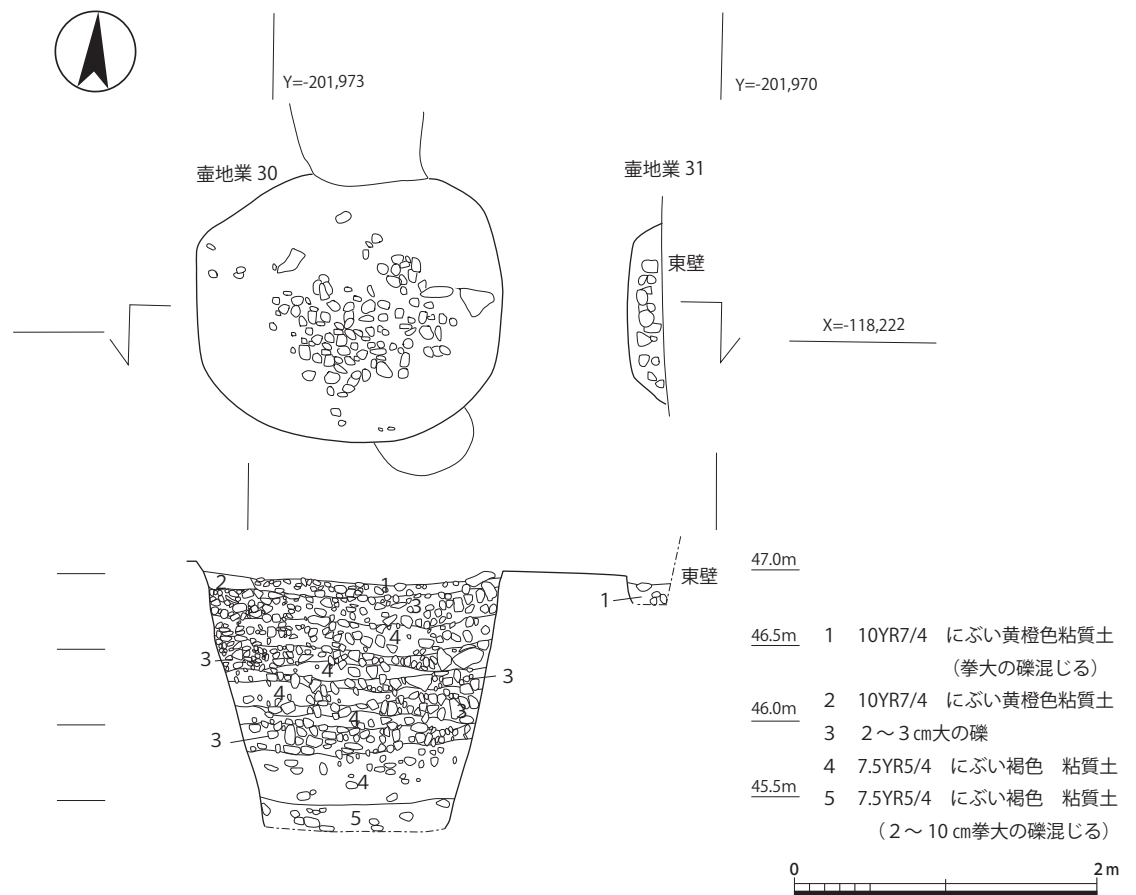 Y=-201,973
Y=-201,970
壷地業 30
壷地業 31
東壁
X=-118,222
47.0m
東壁
2
1
3
1
46.5m
4
3
4
3
4
46.0m
4
3
3
4
45.5m
5
1　10YR7/4　にぶい黄橙色粘質土
（拳大の礫混じる）
2　10YR7/4　にぶい黄橙色粘質土
3　2～3㎝大の礫
4　7.5YR5/4　にぶい褐色　粘質土
5　7.5YR5/4　にぶい褐色　粘質土
（2～10㎝拳大の礫混じる）
0　2m